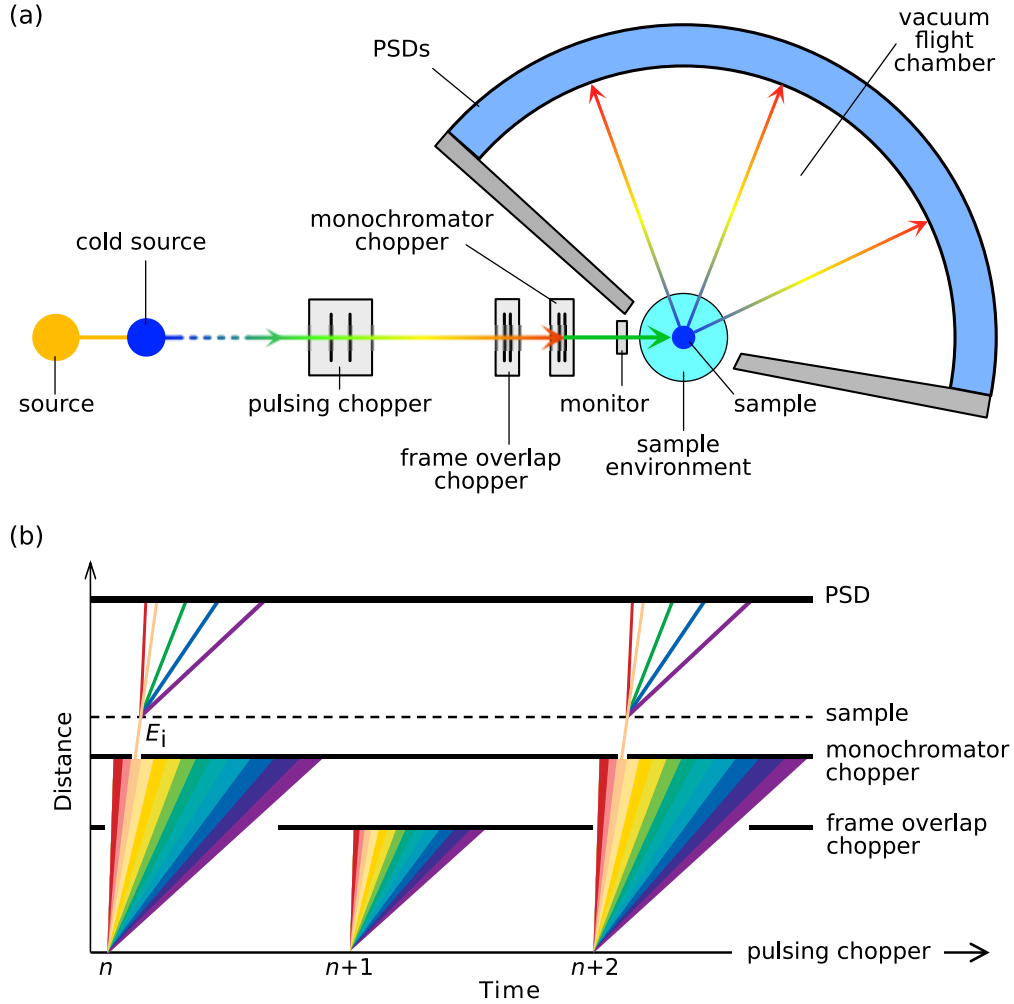 (a)
PSDs
vacuum
flight
chamber
monochromator
chopper
cold source
source
pulsing chopper
frame overlap
chopper
monitor
sample
environment
sample
(b)
Distance
PSD
sample
E i
monochromator
chopper
frame overlap
chopper
pulsing chopper
n
n+1
n+2
Time